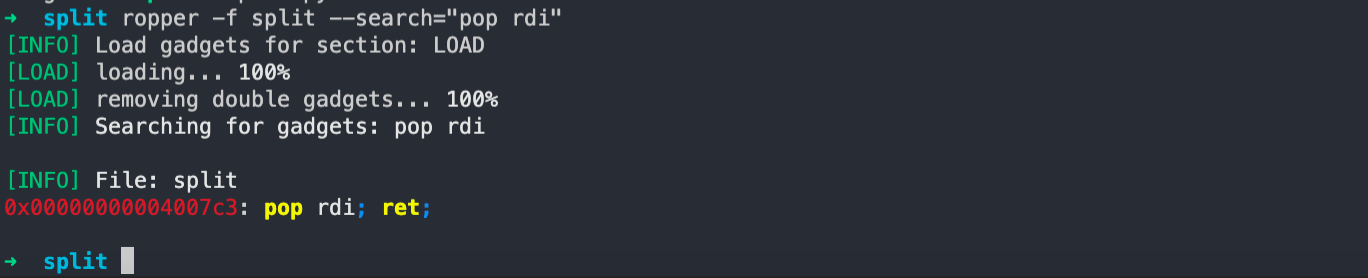 → split ropper -f split --search="pop rdi"
[INFO] Load gadgets for section: LOAD
[LOAD] loading... 100%
[LOAD] removing double gadgets... 100%
[INFO] Searching for gadgets: pop rdi
[INFO] File: split
0x00000000004007c3: pop rdi; ret;
→ split